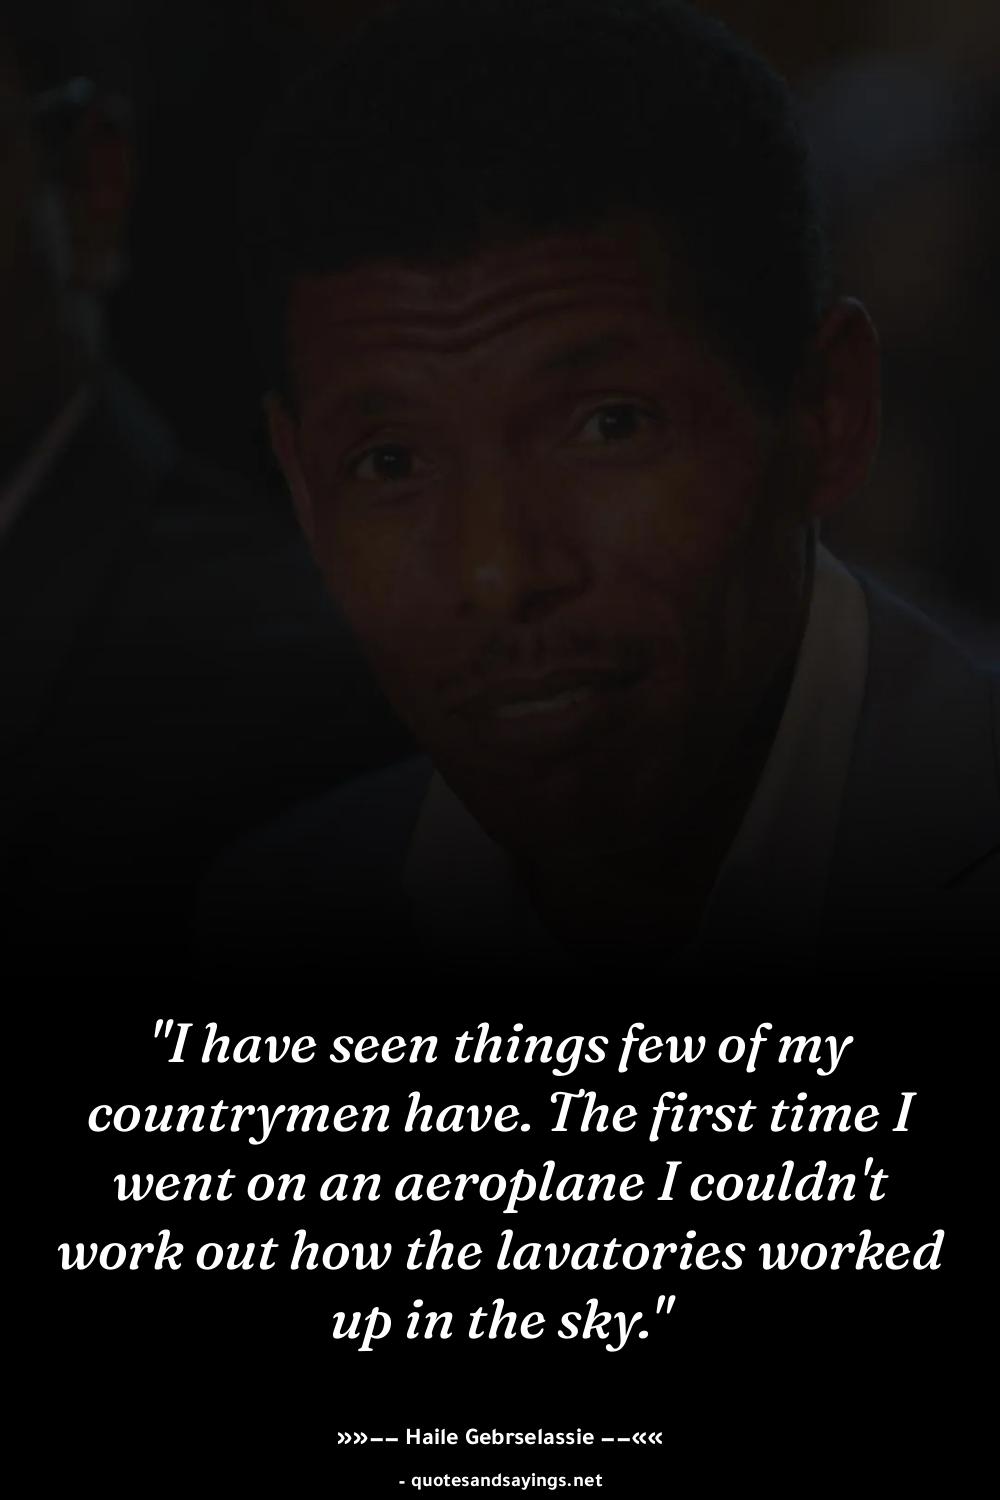 "I have seen things few of my
countrymen have. The first time I
went on an aeroplane I couldn't
work out how the lavatories worked
up in the sky."
»»–– Haile Gebrselassie ––««
- quotesandsayings.net